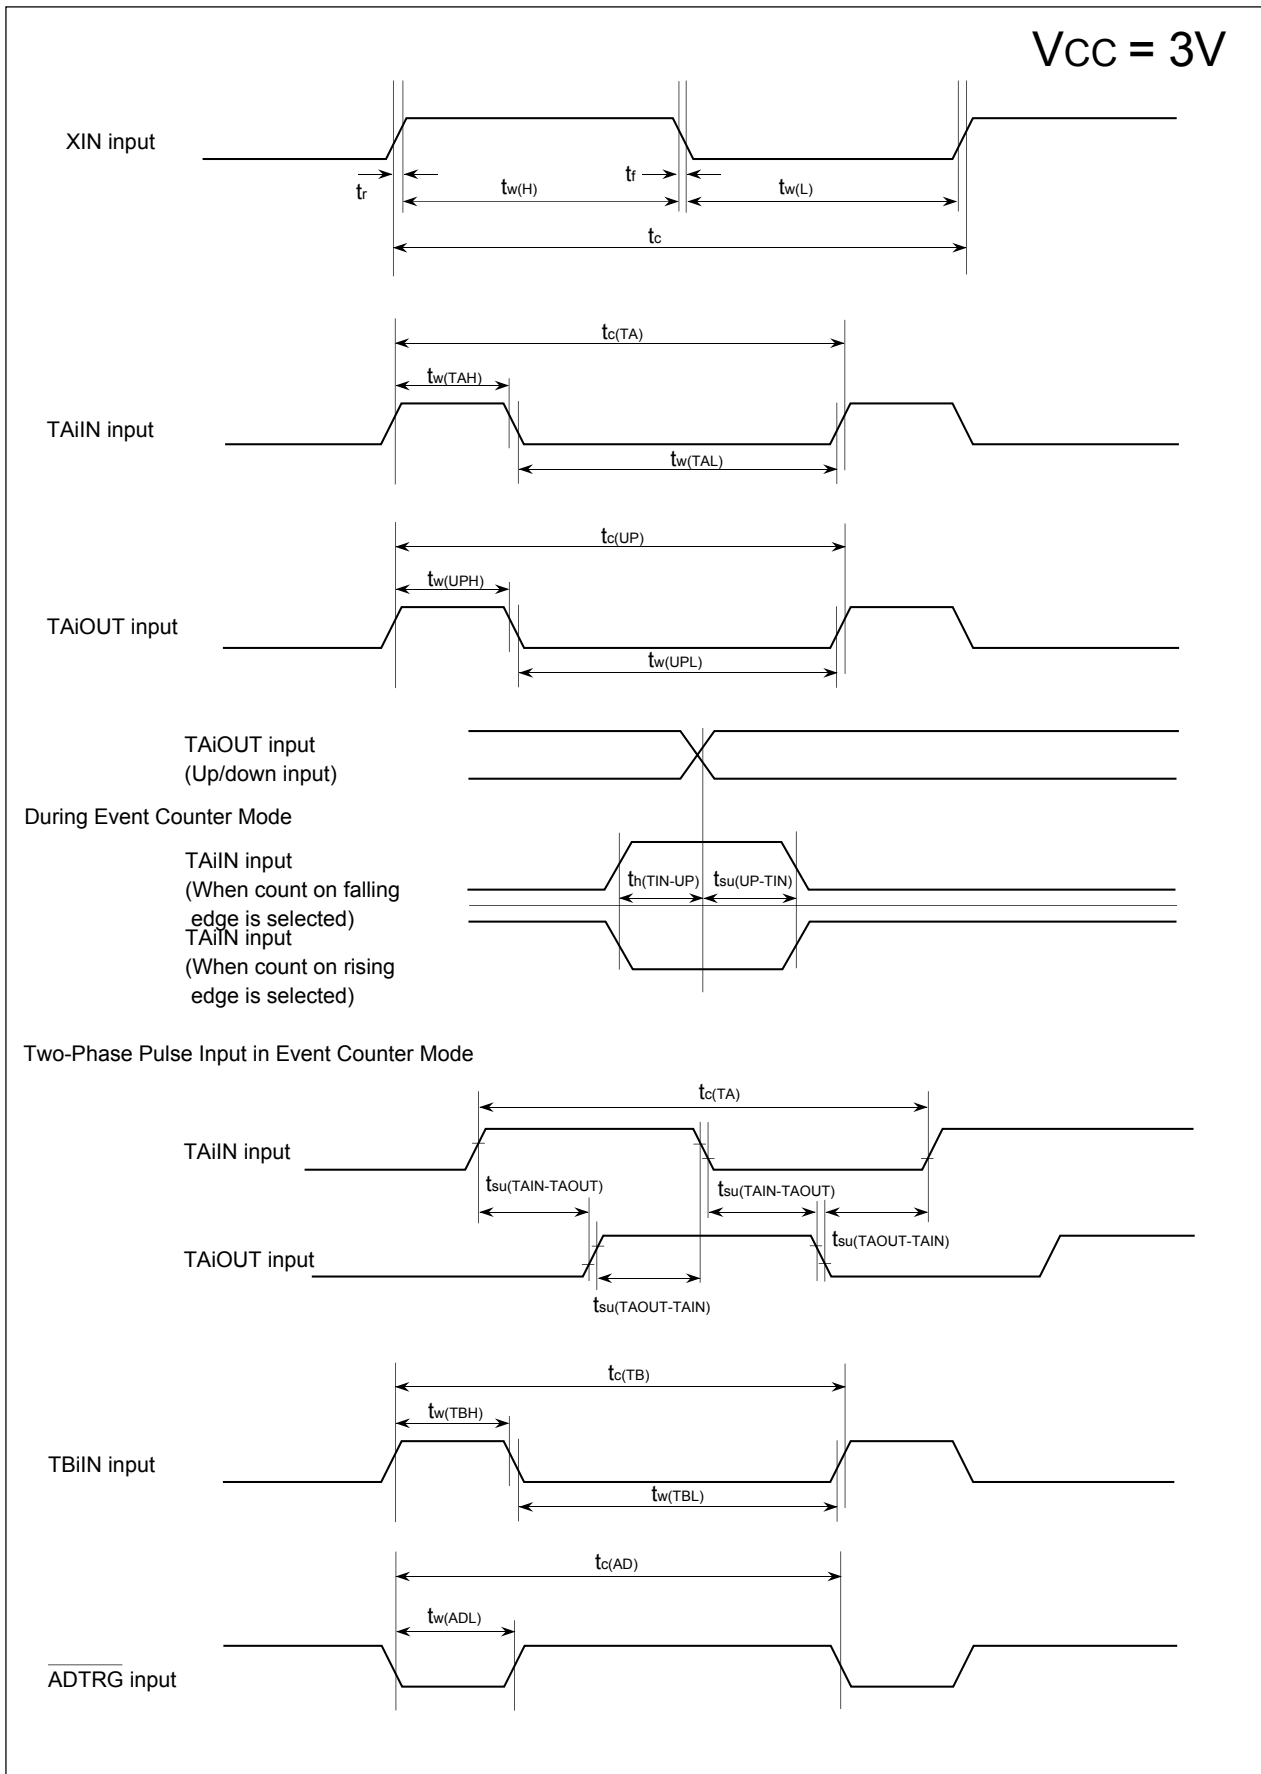 VCC = 3V
XIN input
tr
tw(H)
tf
tw(L)
tc
tc(TA)
tw(TAH)
TAiIN input
tw(TAL)
tc(UP)
tw(UPH)
TAiOUT input
tw(UPL)
TAiOUT input
(Up/down input)
During Event Counter Mode
TAiIN input
(When count on falling
edge is selected)
th(TIN-UP)
tsu(UP-TIN)
TAiIN input
(When count on rising
edge is selected)
Two-Phase Pulse Input in Event Counter Mode
tc(TA)
TAiIN input
tsu(TAIN-TAOUT)
tsu(TAIN-TAOUT)
TAiOUT input
tsu(TAOUT-TAIN)
tsu(TAOUT-TAIN)
tc(TB)
tw(TBH)
TBiIN input
tw(TBL)
tc(AD)
tw(ADL)
ADTRG input